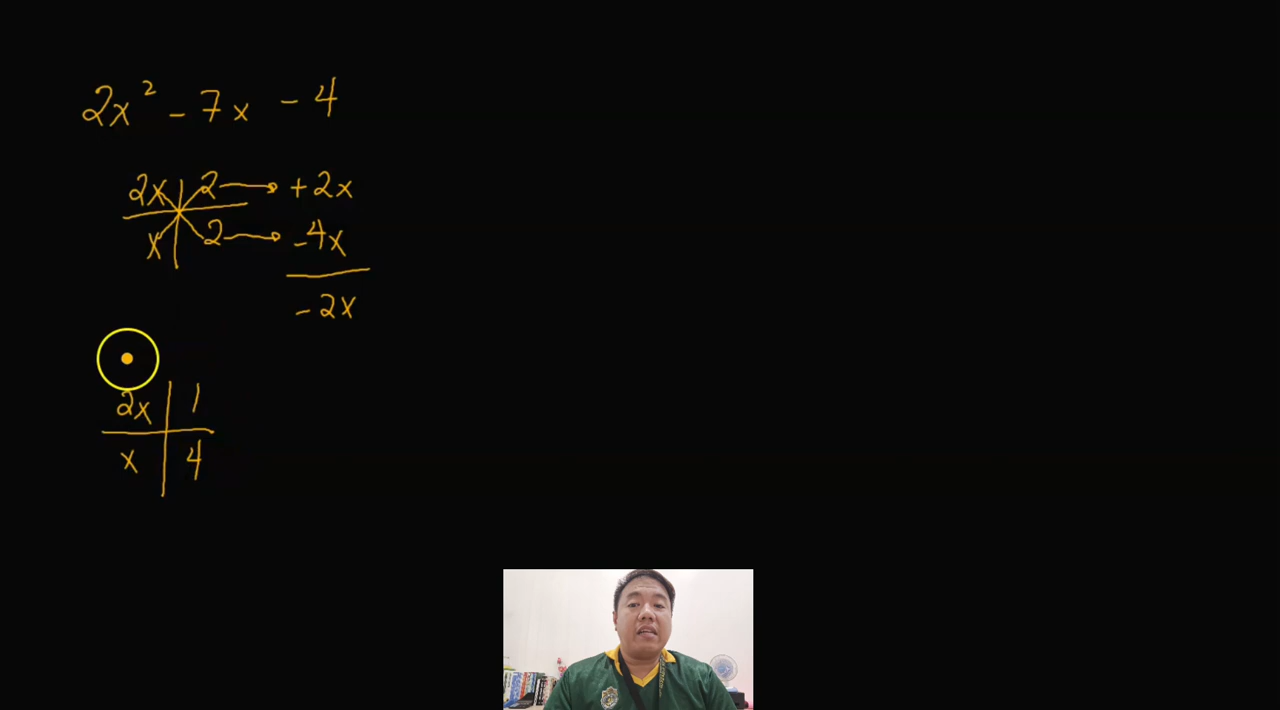 2x² - 7x - 4
2x 2 → +2x
x 2 → -4x
-2x
2x 1
x 4